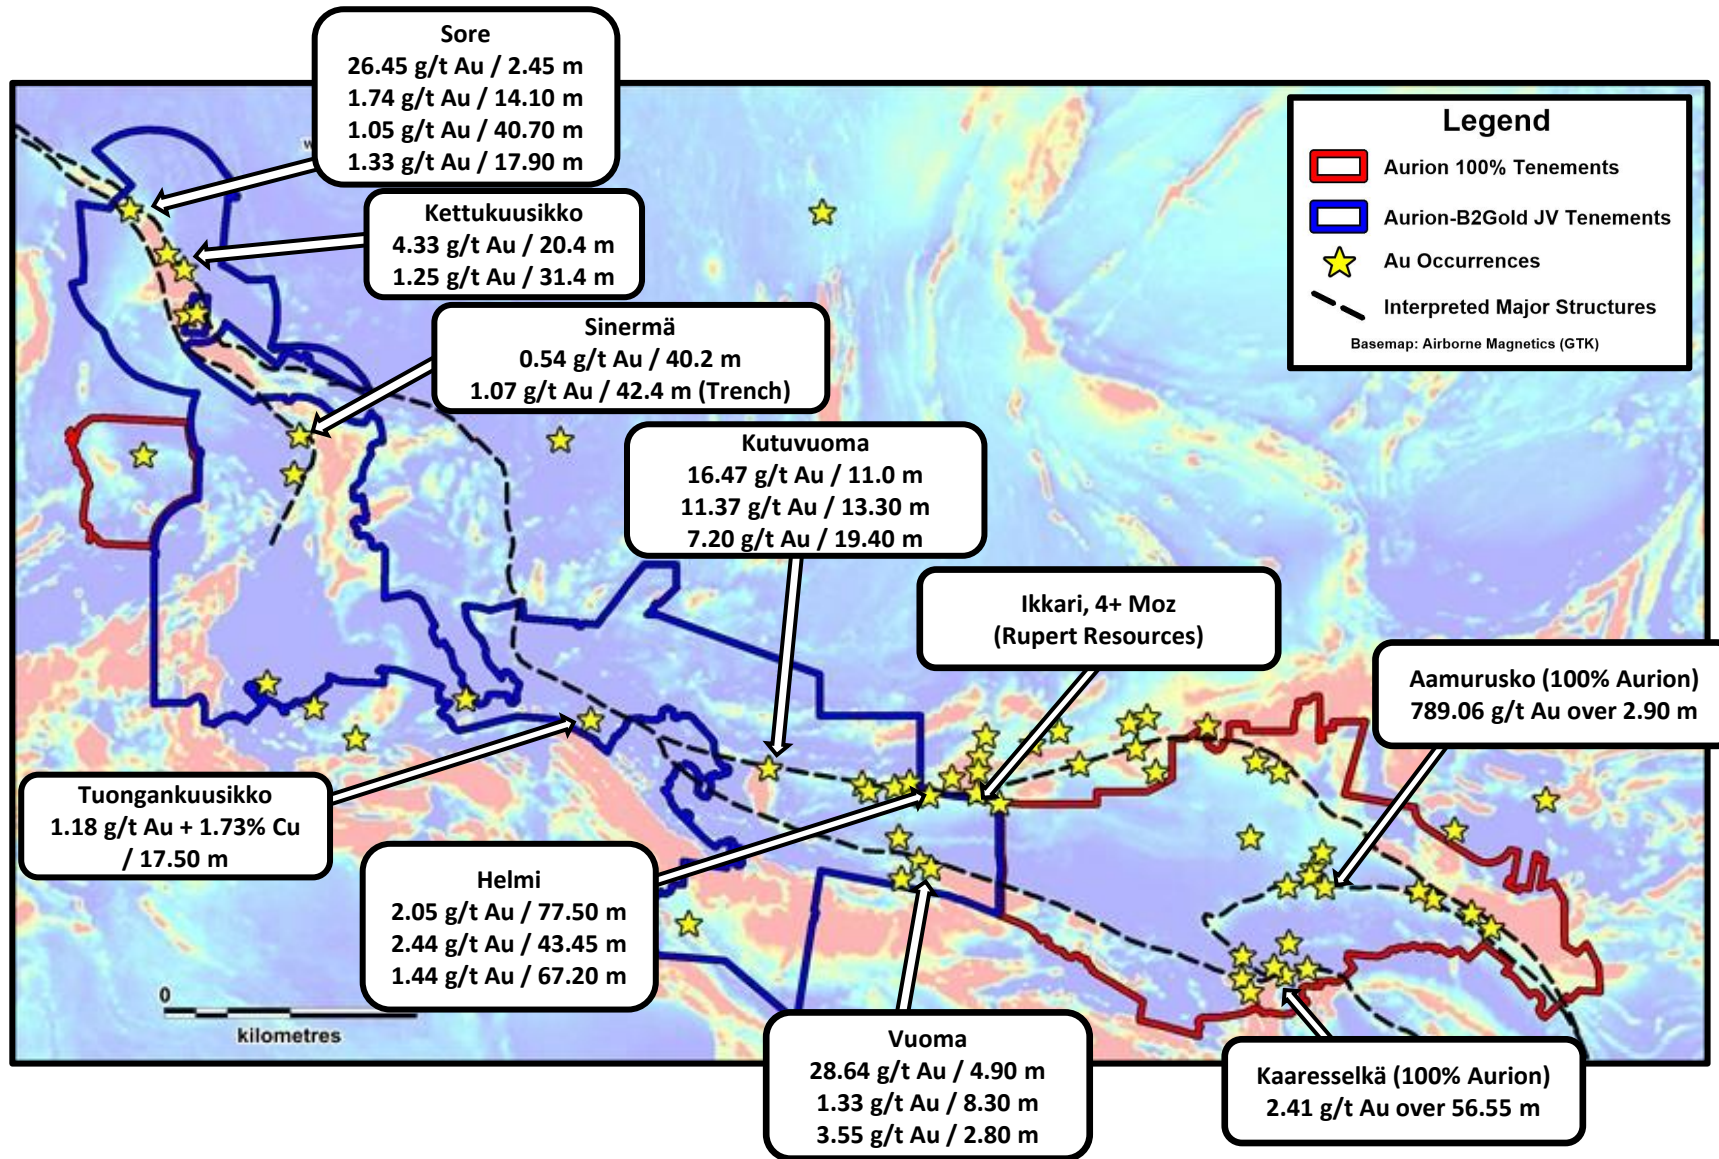 Sore
26.45 g/t Au / 2.45 m
1.74 g/t Au / 14.10 m
1.05 g/t Au / 40.70 m
1.33 g/t Au / 17.90 m
Kettukuusikko
4.33 g/t Au / 20.4 m
1.25 g/t Au / 31.4 m
Sinermä
0.54 g/t Au / 40.2 m
1.07 g/t Au / 42.4 m (Trench)
Legend
Aurion 100% Tenements
Aurion-B2Gold JV Tenements
Au Occurrences
Interpreted Major Structures
Basemap: Airborne Magnetics (GTK)
Kutuvuoma
16.47 g/t Au / 11.0 m
11.37 g/t Au / 13.30 m
7.20 g/t Au / 19.40 m
Ikkari, 4+ Moz
(Rupert Resources)
Aamurusko (100% Aurion)
789.06 g/t Au over 2.90 m
Tuongankuusikko
1.18 g/t Au + 1.73% Cu
/ 17.50 m
Helmi
2.05 g/t Au / 77.50 m
2.44 g/t Au / 43.45 m
1.44 g/t Au / 67.20 m
0
kilometres
Vuoma
28.64 g/t Au / 4.90 m
1.33 g/t Au / 8.30 m
3.55 g/t Au / 2.80 m
Kaaresselkä (100% Aurion)
2.41 g/t Au over 56.55 m